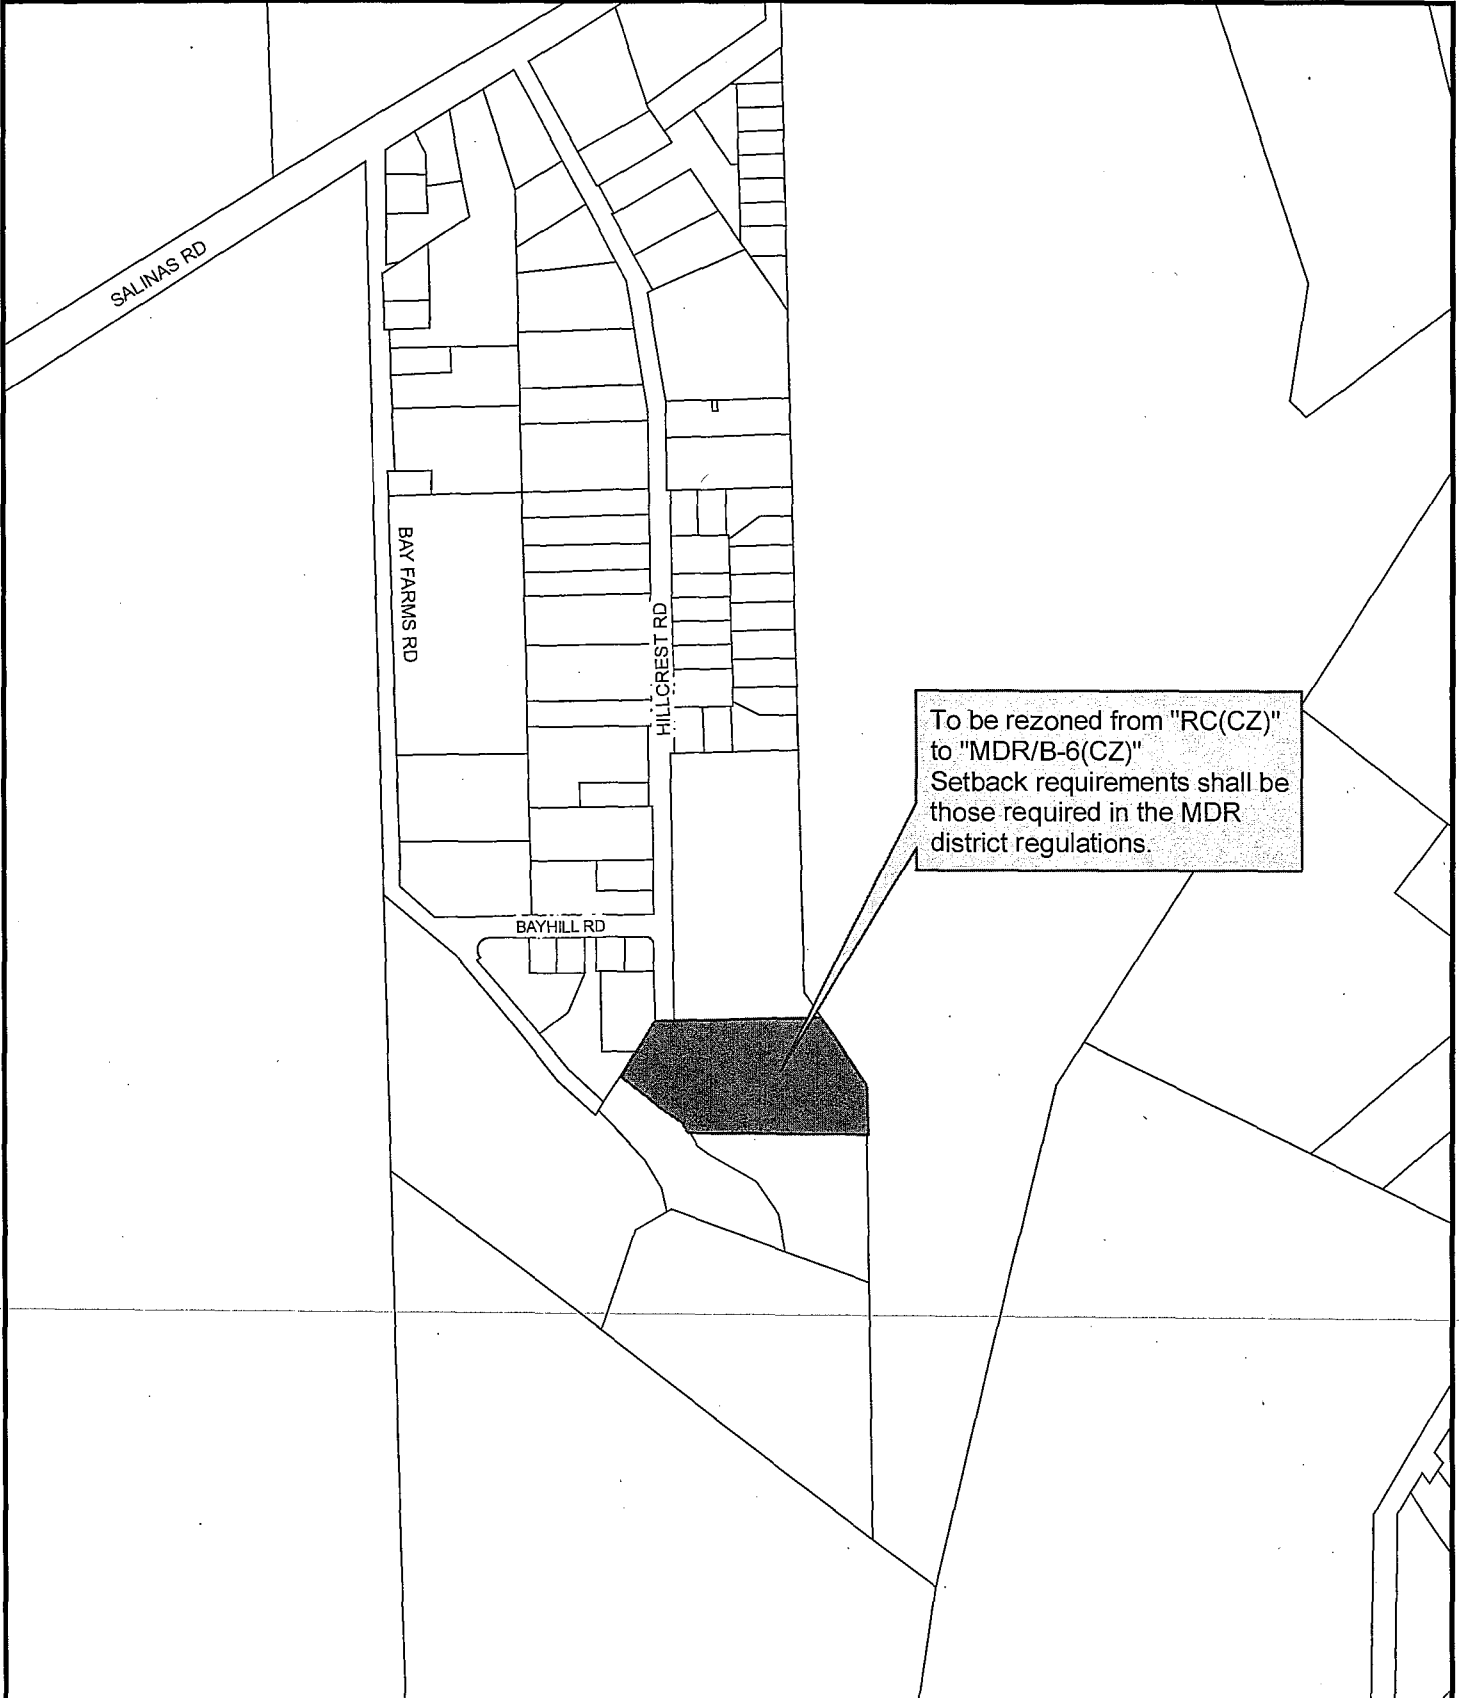 SALINAS RD
BAY FARMS RD
HILLCREST RD
To be rezoned from "RC(CZ)"
to "MDR/B-6(CZ)"
Setback requirements shall be
those required in the MDR
district regulations.
BAYHILL RD